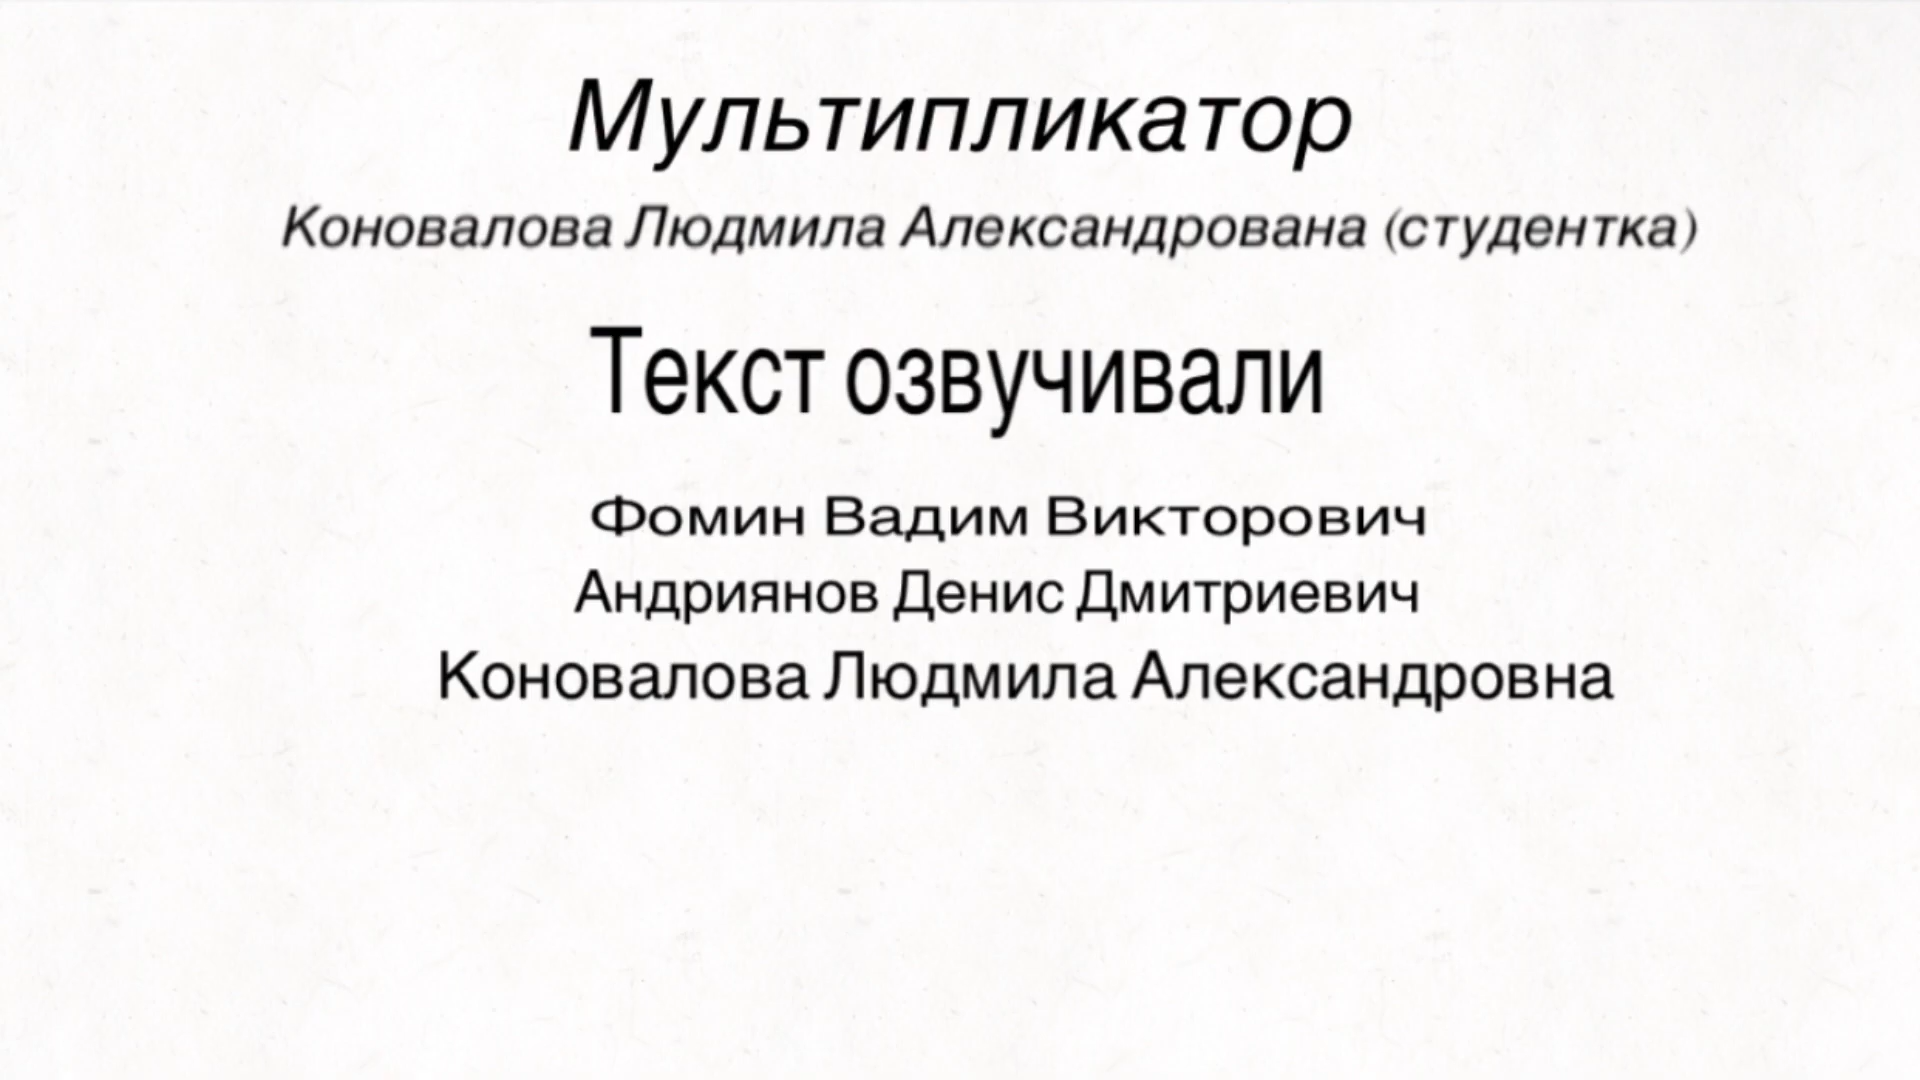 Мультипликатор
Коновалова Людмила Александрована (студентка)
Текст озвучивали
Фомин Вадим Викторович
Андриянов Денис Дмитриевич
Коновалова Людмила Александровна